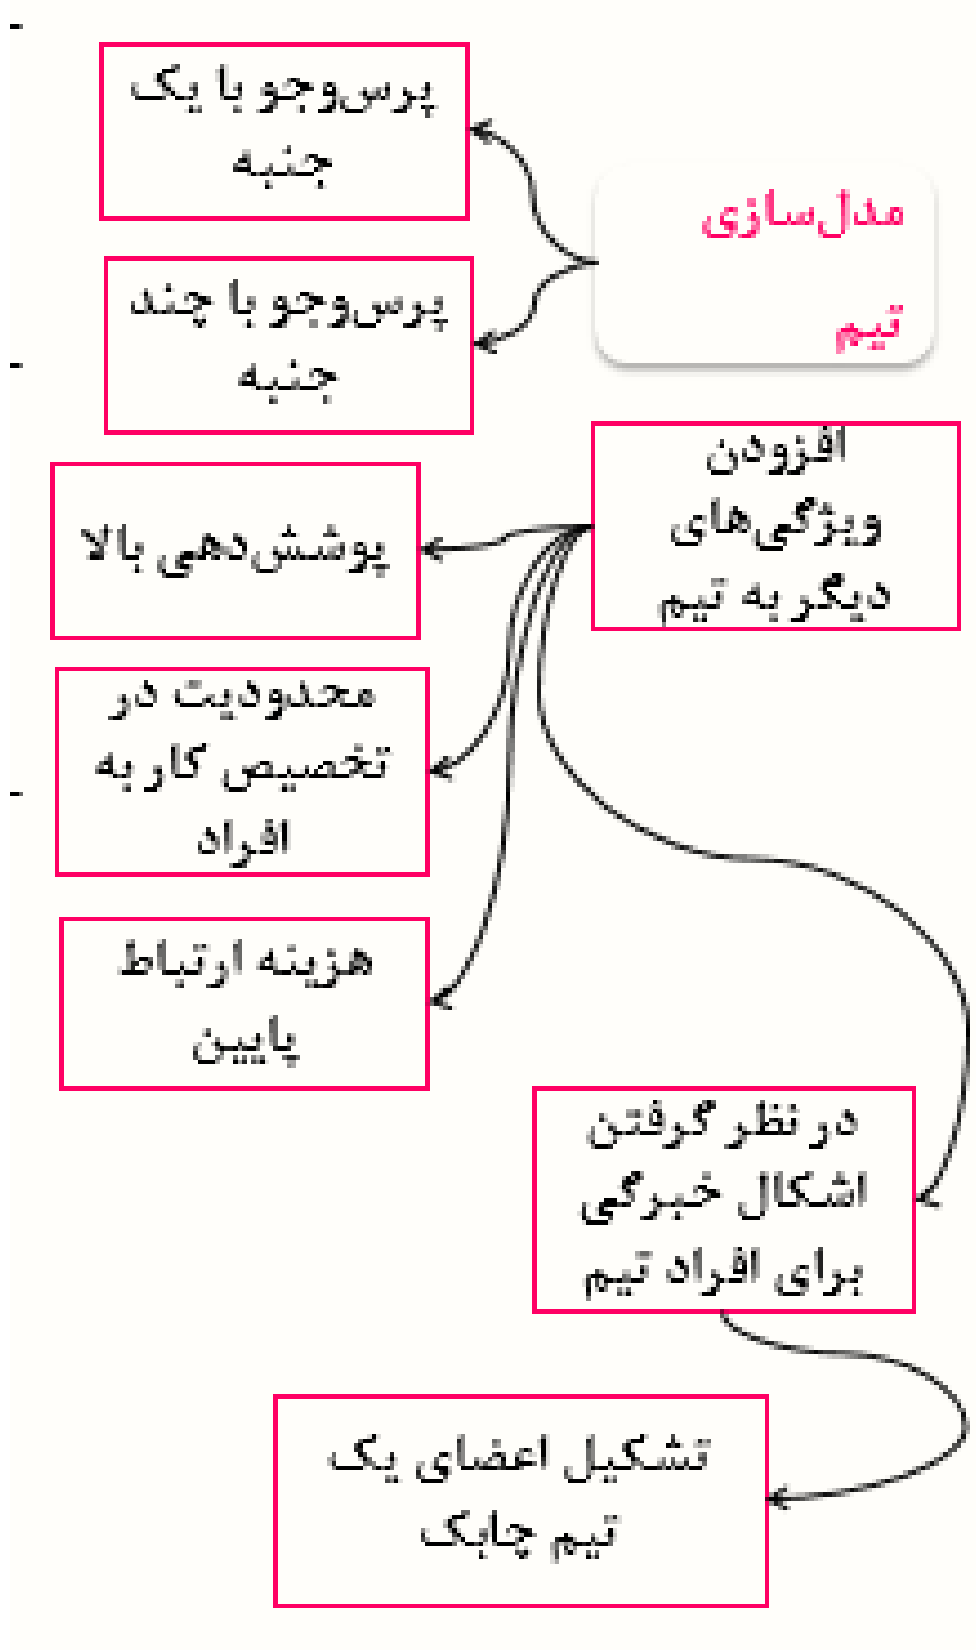 پرس‌وجو با یک
جنبه
مدل‌سازی
تیم
پرس‌وجو با چند
جنبه
افزودن
ویژگی‌های
دیگر به تیم
پوشش‌دهی بالا
محدودیت در
تخصیص کار به
افراد
هزینه ارتباط
پایین
در نظر گرفتن
اشکال خبرگی
برای افراد تیم
تشکیل اعضای یک
تیم چابک